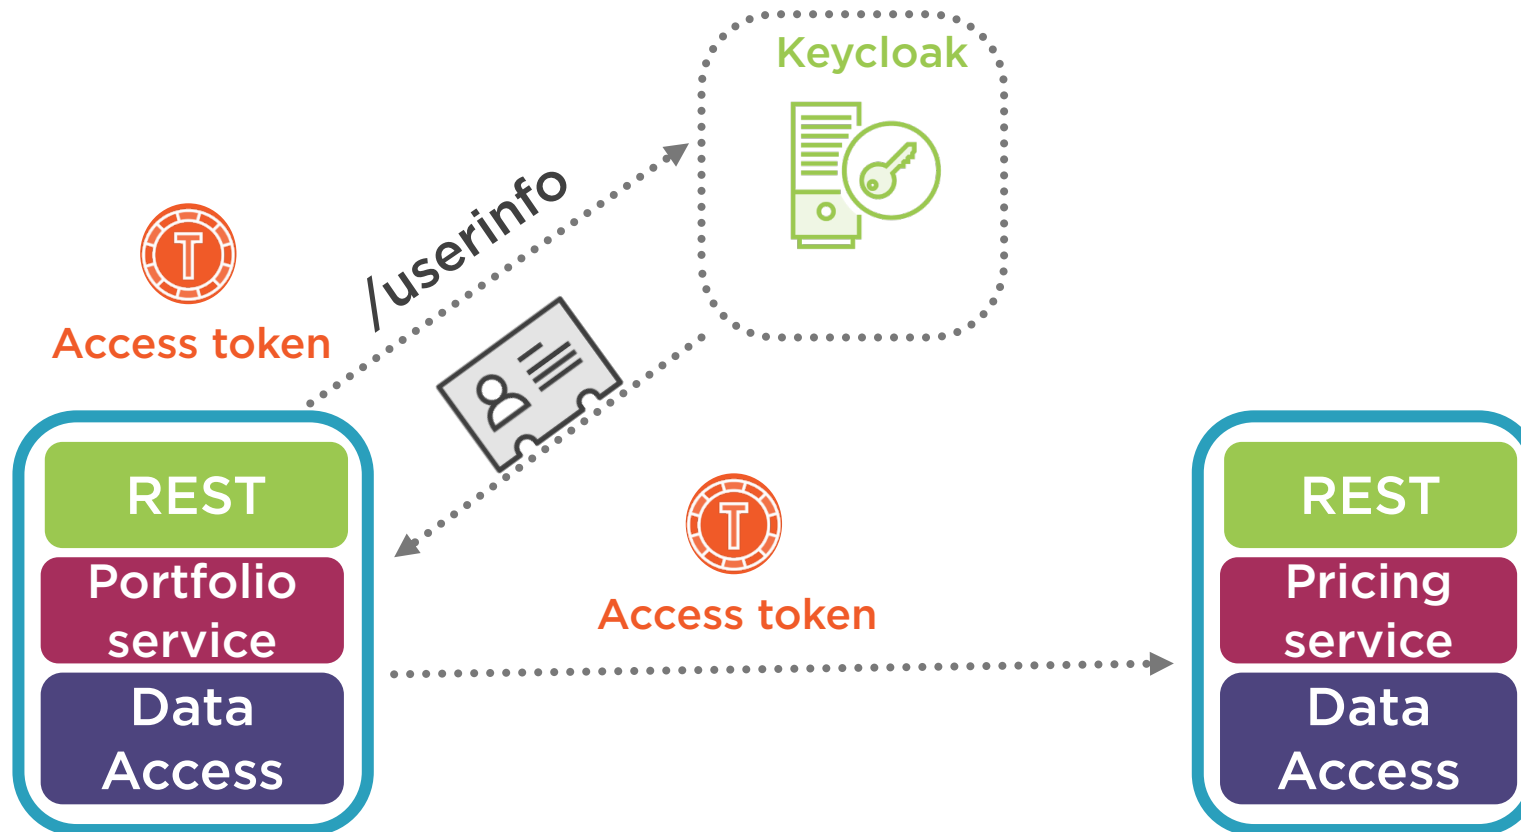 Keycloak
/userinfo
T
Access token
REST
Portfolio
service
Data
Access
T
Access token
REST
Pricing
service
Data
Access